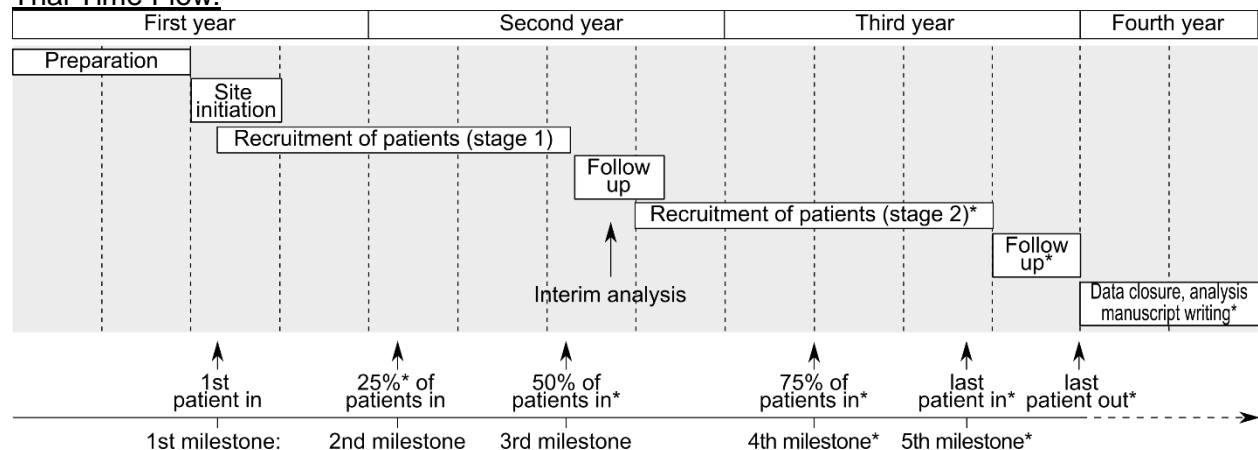 Trial Time Flow:
First year
Second year
Third year
Fourth year
Preparation
Site
initiation
Recruitment of patients (stage 1)
Follow
up
Recruitment of patients (stage 2)*
Follow
up*
Interim analysis
Data closure, analysis
manuscript writing*
1st
patient in
25%* of
patients in
50% of
patients in*
75% of
patients in*
last
patient in*
last
patient out*
1st milestone:
2nd milestone
3rd milestone
4th milestone*
5th milestone*